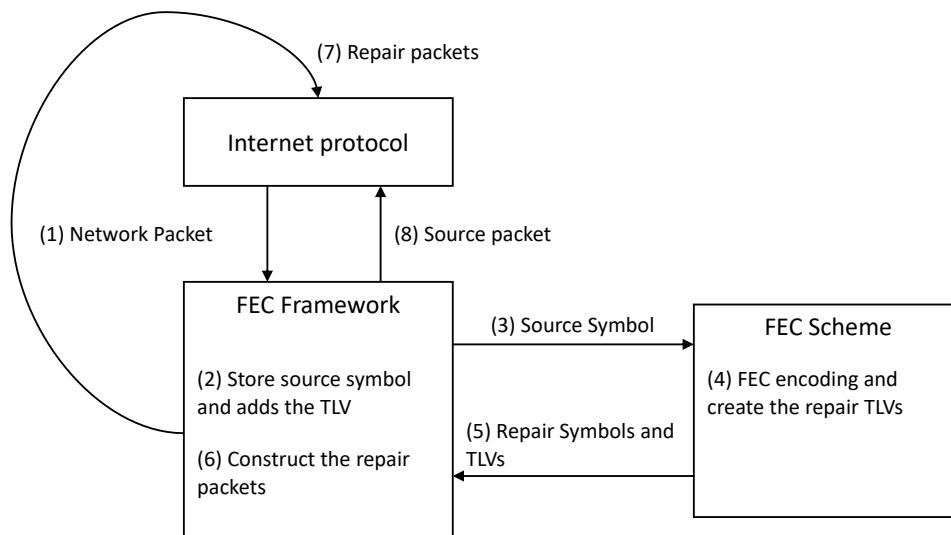 (7) Repair packets
Internet protocol
(1) Network Packet
(8) Source packet
FEC Framework
(3) Source Symbol
FEC Scheme
(2) Store source symbol
and adds the TLV
(4) FEC encoding and
create the repair TLVs
(5) Repair Symbols and
TLVs
(6) Construct the repair
packets